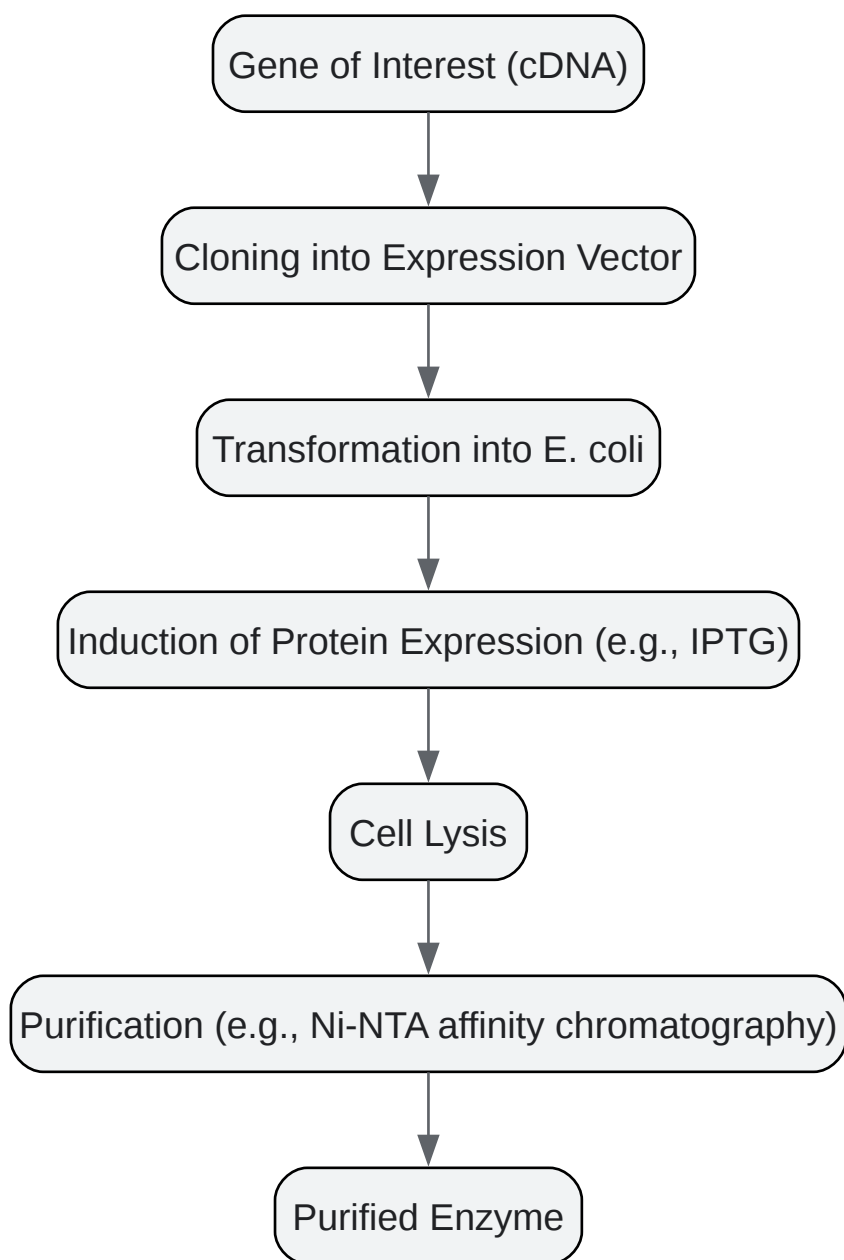 Gene of Interest (cDNA)
Cloning into Expression Vector
Transformation into E. coli
Induction of Protein Expression (e.g., IPTG)
Cell Lysis
Purification (e.g., Ni-NTA affinity chromatography)
Purified Enzyme